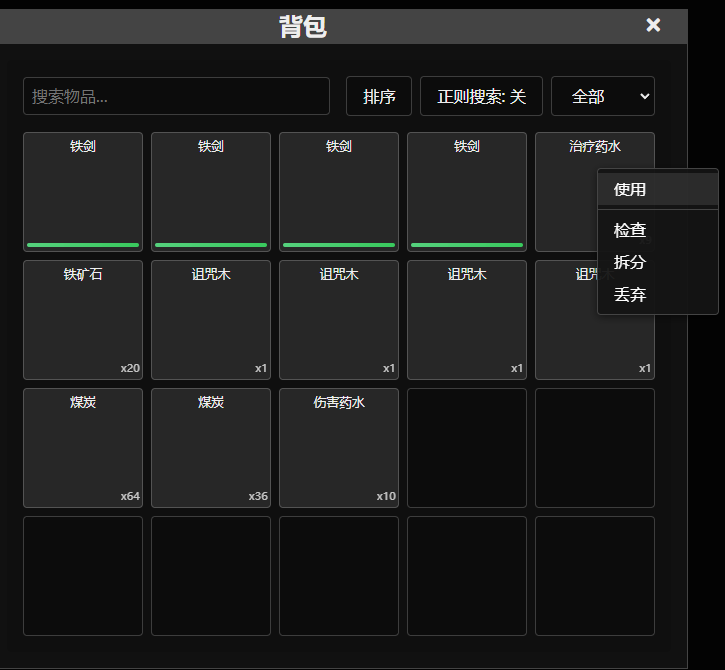 背包
搜索物品...
排序
正则搜索: 关
全部
铁剑
铁剑
铁剑
铁剑
治疗药水
使用
检查
拆分
丢弃
铁矿石
x20
诅咒木
x1
诅咒木
x1
诅咒木
x1
诅咒
x1
煤炭
x64
煤炭
x36
伤害药水
x10